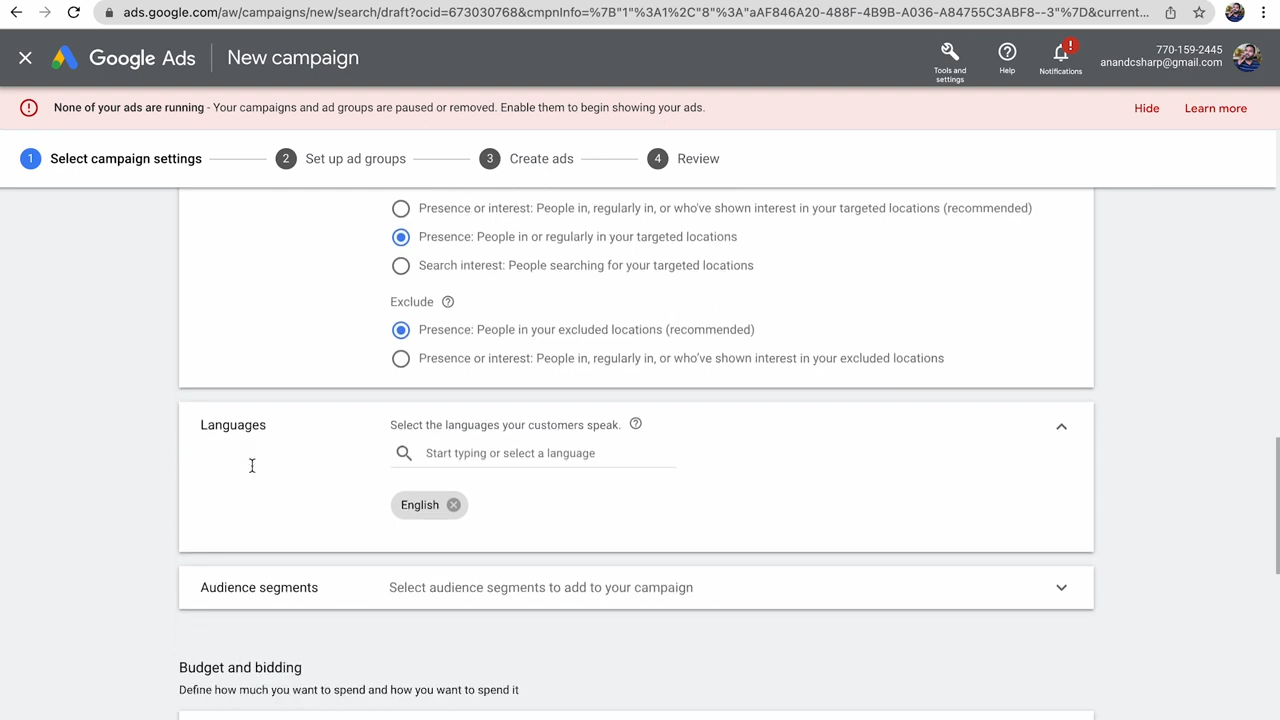 ads.google.com/aw/campaigns/new/search/draft?ocid=673030768&cmpnInfo=%7B"1"%3A1%2C"8"%3A"aAF846A20-488F-4B9B-A036-A84755C3ABF8--3"%7D&current...
Google Ads
New campaign
Tools and
settings
Help
!
Notifications
770-159-2445
anandcsharp@gmail.com
None of your ads are running - Your campaigns and ad groups are paused or removed. Enable them to begin showing your ads.
Hide
Learn more
1 Select campaign settings
2 Set up ad groups
3 Create ads
4 Review
Presence or interest: People in, regularly in, or who've shown interest in your targeted locations (recommended)
Presence: People in or regularly in your targeted locations
Search interest: People searching for your targeted locations
Exclude ?
Presence: People in your excluded locations (recommended)
Presence or interest: People in, regularly in, or who've shown interest in your excluded locations
Languages
Select the languages your customers speak. ?
Start typing or select a language
English
Audience segments
Select audience segments to add to your campaign
Budget and bidding
Define how much you want to spend and how you want to spend it